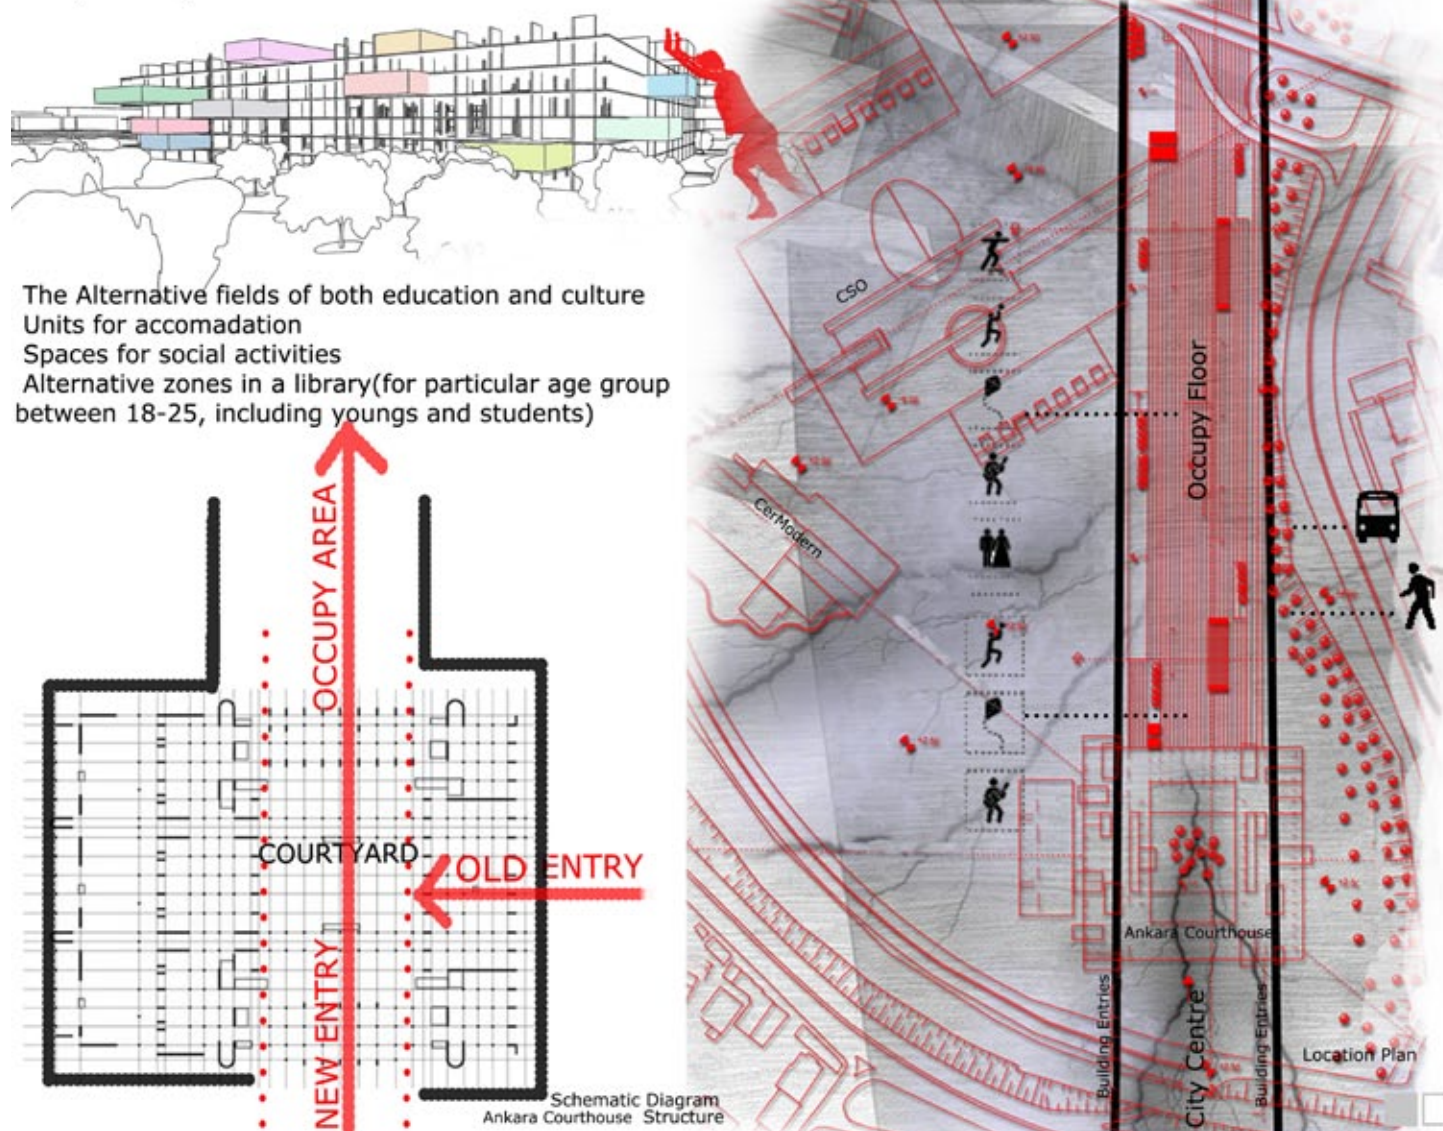 The Alternative fields of both education and culture
Units for accomadation
Spaces for social activities
Alternative zones in a library(for particular age group
between 18-25, including youngs and students)
OCCUPY AREA
COURTYARD
OLD ENTRY
NEW ENTRY
Schematic Diagram
Ankara Courthouse Structure
CSO
CerModern
Occupy Floor
Ankara Courthouse
Building Entries
City Centre
Building Entries
Location Plan